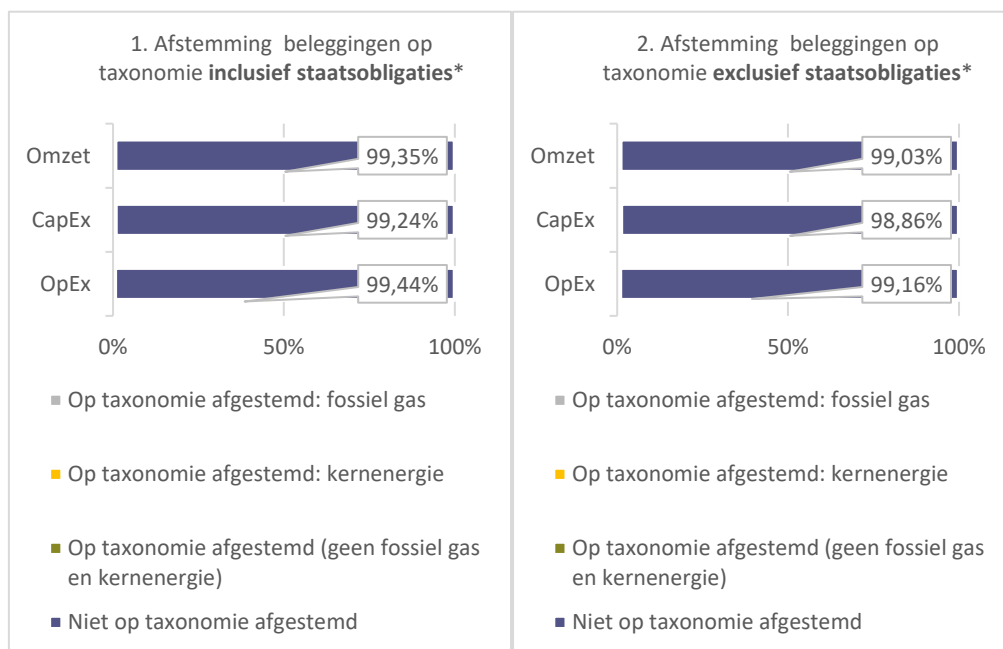 1. Afstemming beleggingen op
taxonomie inclusief staatsobligaties*
Omzet
99,35%
CapEx
99,24%
OpEx
99,44%
0%
50%
100%
Op taxonomie afgestemd: fossiel gas
Op taxonomie afgestemd: kernenergie
Op taxonomie afgestemd (geen fossiel gas
en kernenergie)
Niet op taxonomie afgestemd
2. Afstemming beleggingen op
taxonomie exclusief staatsobligaties*
Omzet
99,03%
CapEx
98,86%
OpEx
99,16%
0%
50%
100%
Op taxonomie afgestemd: fossiel gas
Op taxonomie afgestemd: kernenergie
Op taxonomie afgestemd (geen fossiel gas
en kernenergie)
Niet op taxonomie afgestemd